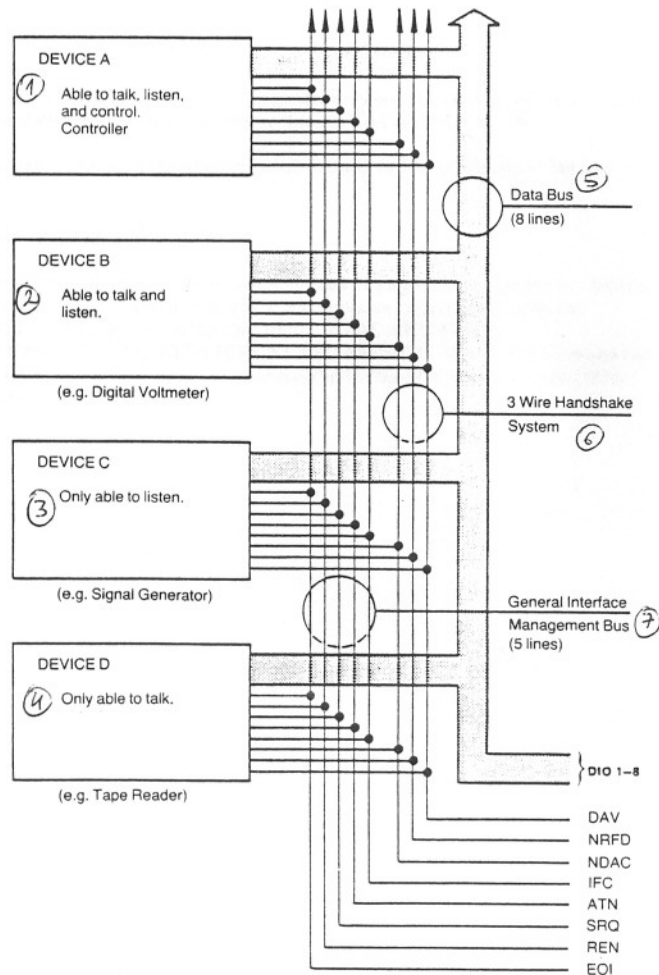 DEVICE A
1
Able to talk, listen,
and control.
Controller
Data Bus
5
(8 lines)
DEVICE B
2
Able to talk and
listen.
(e.g. Digital Voltmeter)
3 Wire Handshake
System
6
DEVICE C
3
Only able to listen.
(e.g. Signal Generator)
General Interface
Management Bus
7
(5 lines)
DEVICE D
4
Only able to talk.
(e.g. Tape Reader)
DIO 1–8
DAV
NRFD
NDAC
IFC
ATN
SRQ
REN
EOI